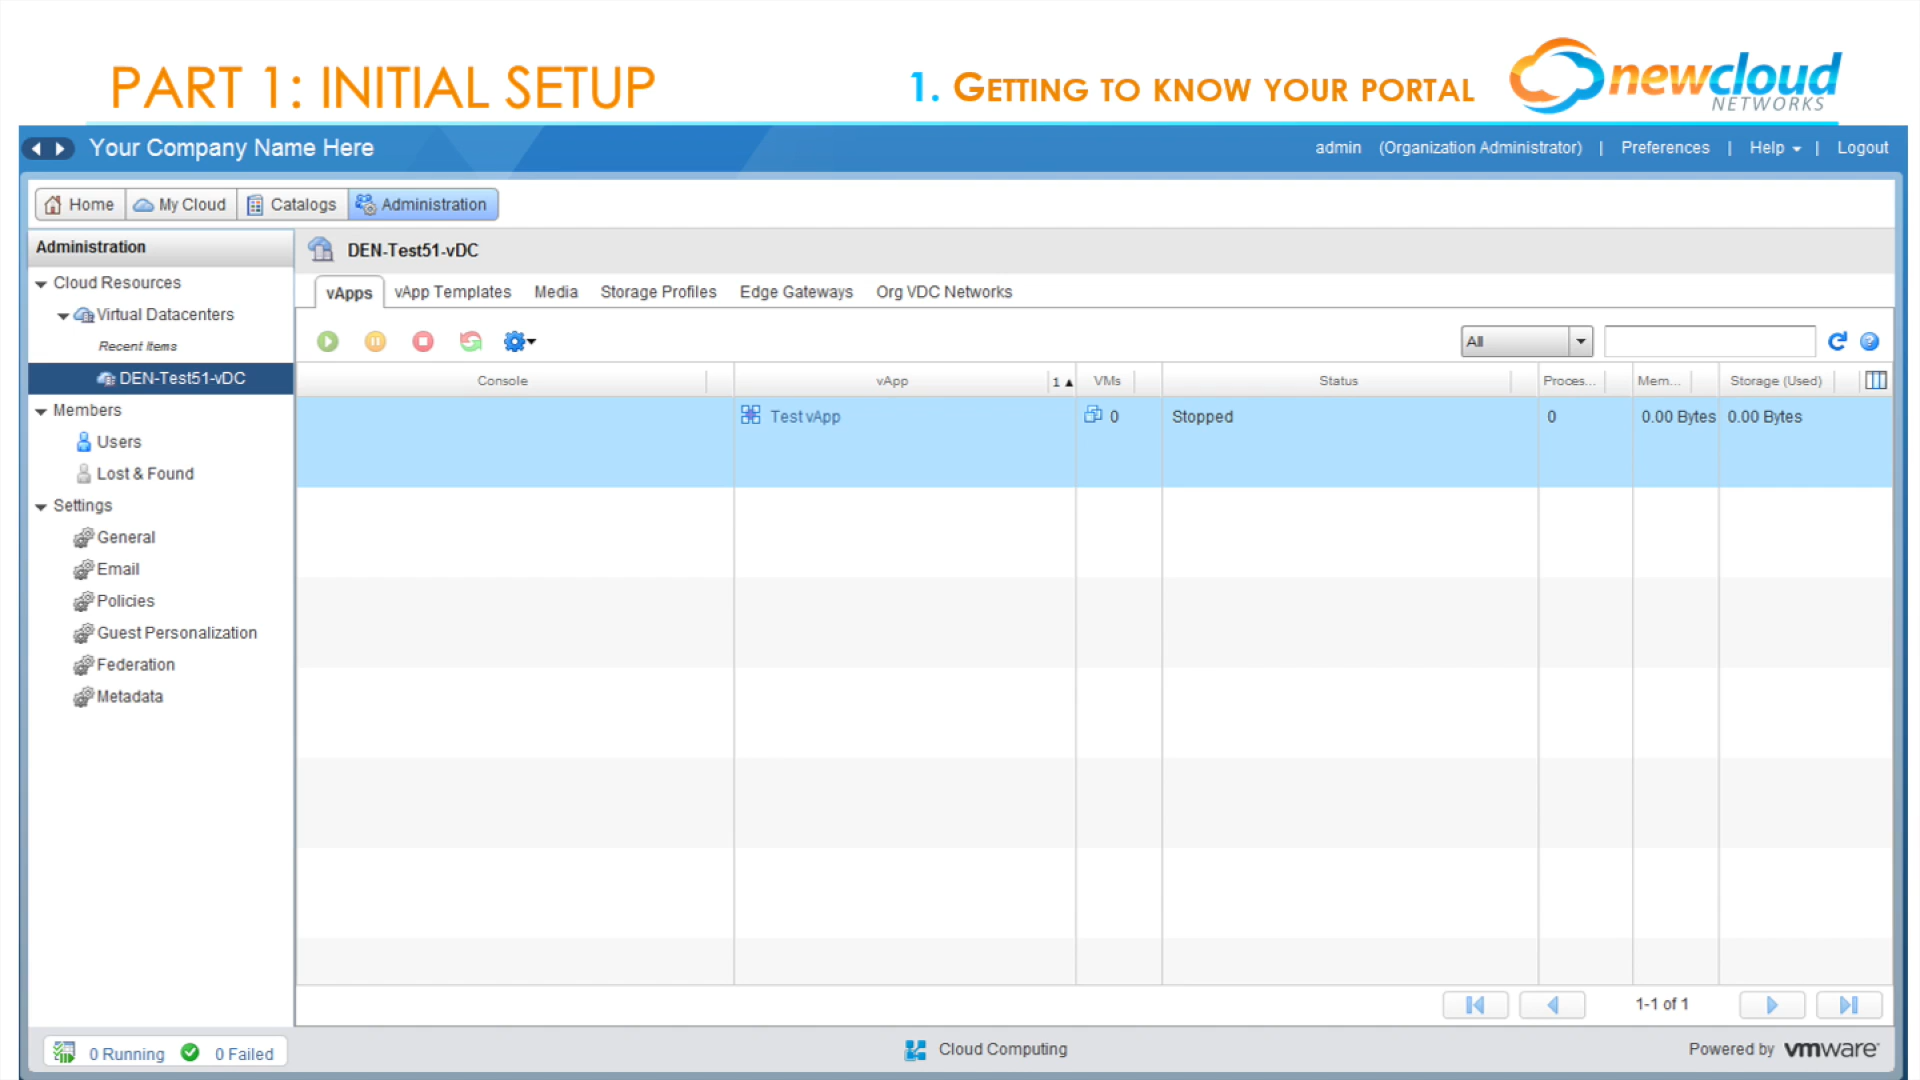 PART 1: INITIAL SETUP
1. GETTING TO KNOW YOUR PORTAL
newcloud
NETWORKS
Your Company Name Here
admin (Organization Administrator) | Preferences | Help | Logout
Home My Cloud Catalogs Administration
Administration
Cloud Resources
Virtual Datacenters
Recent Items
DEN-Test51-vDC
Members
Users
Lost & Found
Settings
General
Email
Policies
Guest Personalization
Federation
Metadata
DEN-Test51-vDC
vApps vApp Templates Media Storage Profiles Edge Gateways Org VDC Networks
All
Console vApp 1 ▲ VMs Status Proces... Mem... Storage (Used)
Test vApp 0 Stopped 0 0.00 Bytes 0.00 Bytes
1-1 of 1
0 Running 0 Failed
Cloud Computing
Powered by vmware